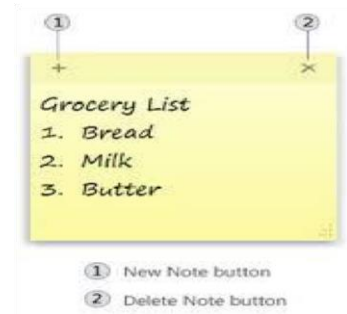 1 2
+ ×
Grocery List
1. Bread
2. Milk
3. Butter
1 New Note button
2 Delete Note button